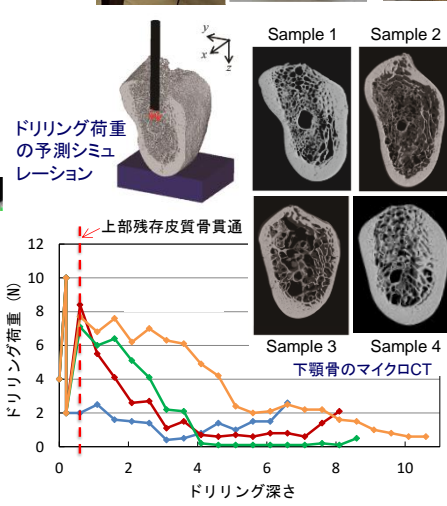 y
x
z
ドリリング荷重
の予測シミュ
レーション
Sample 1
Sample 2
Sample 3
Sample 4
下顎骨のマイクロCT
上部残存皮質骨貫通
ドリリング荷重 (N)
12
10
8
6
4
2
0
0
2
4
6
8
10
ドリリング深さ